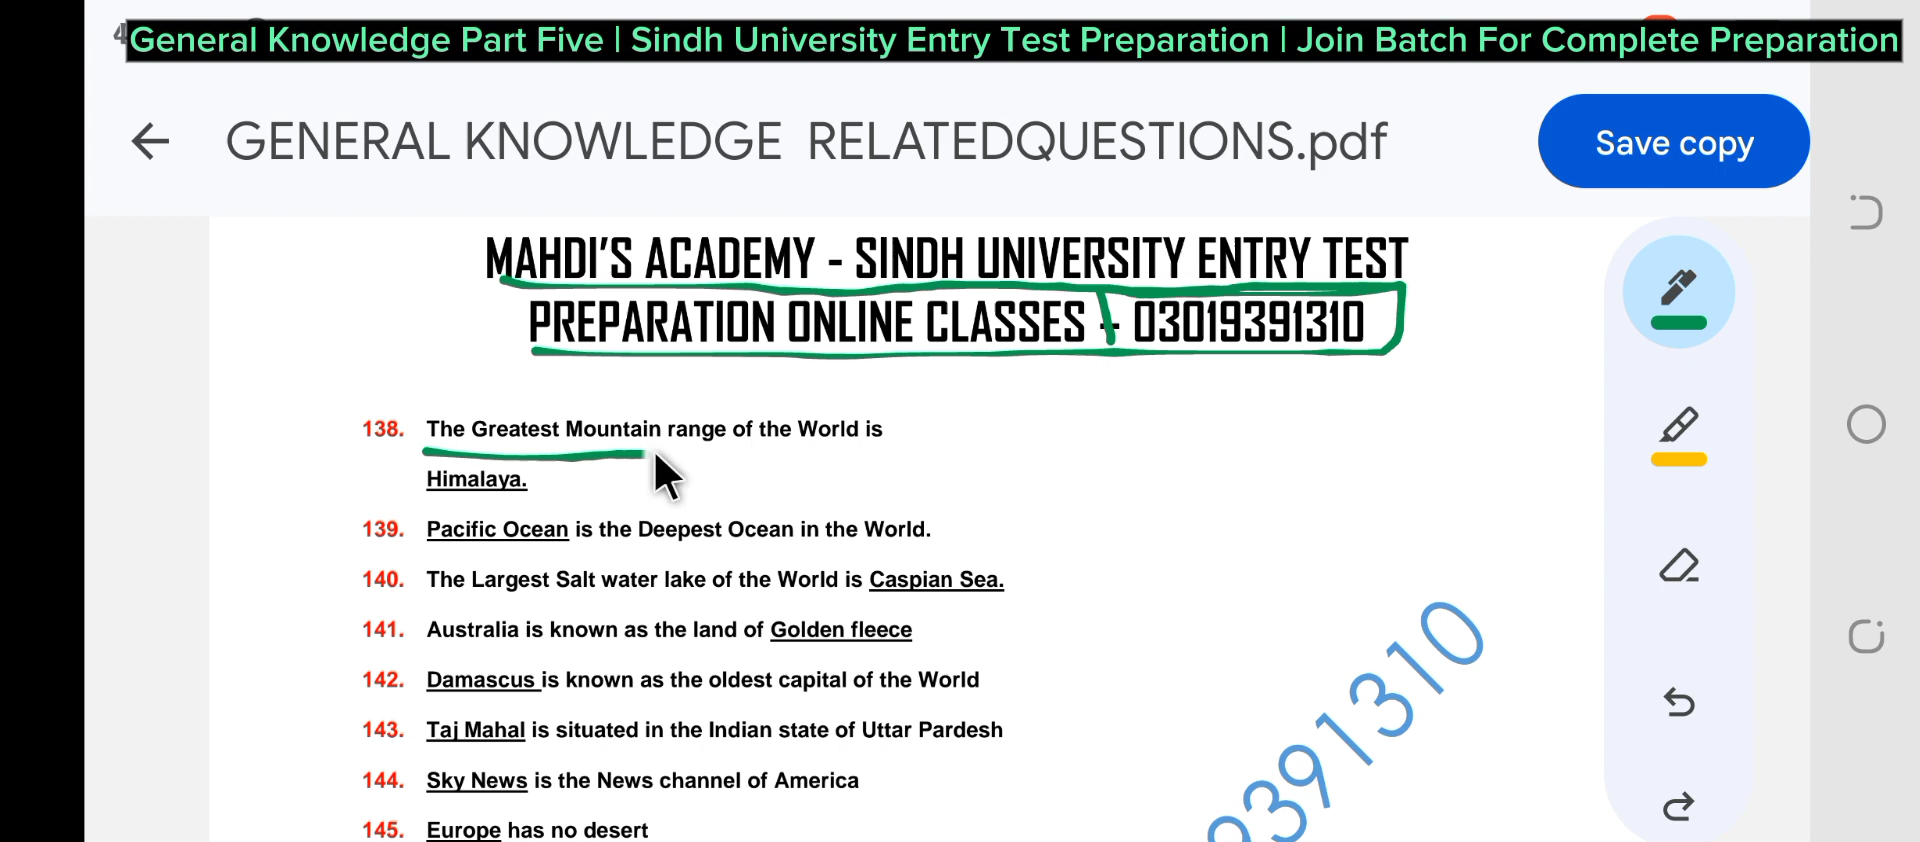 General Knowledge Part Five | Sindh University Entry Test Preparation | Join Batch For Complete Preparation
GENERAL KNOWLEDGE RELATEDQUESTIONS.pdf
Save copy
MAHDI'S ACADEMY - SINDH UNIVERSITY ENTRY TEST
PREPARATION ONLINE CLASSES - 03019391310
138. The Greatest Mountain range of the World is
Himalaya.
139. Pacific Ocean is the Deepest Ocean in the World.
140. The Largest Salt water lake of the World is Caspian Sea.
141. Australia is known as the land of Golden fleece
142. Damascus is known as the oldest capital of the World
143. Taj Mahal is situated in the Indian state of Uttar Pardesh
144. Sky News is the News channel of America
145. Europe has no desert
9391310